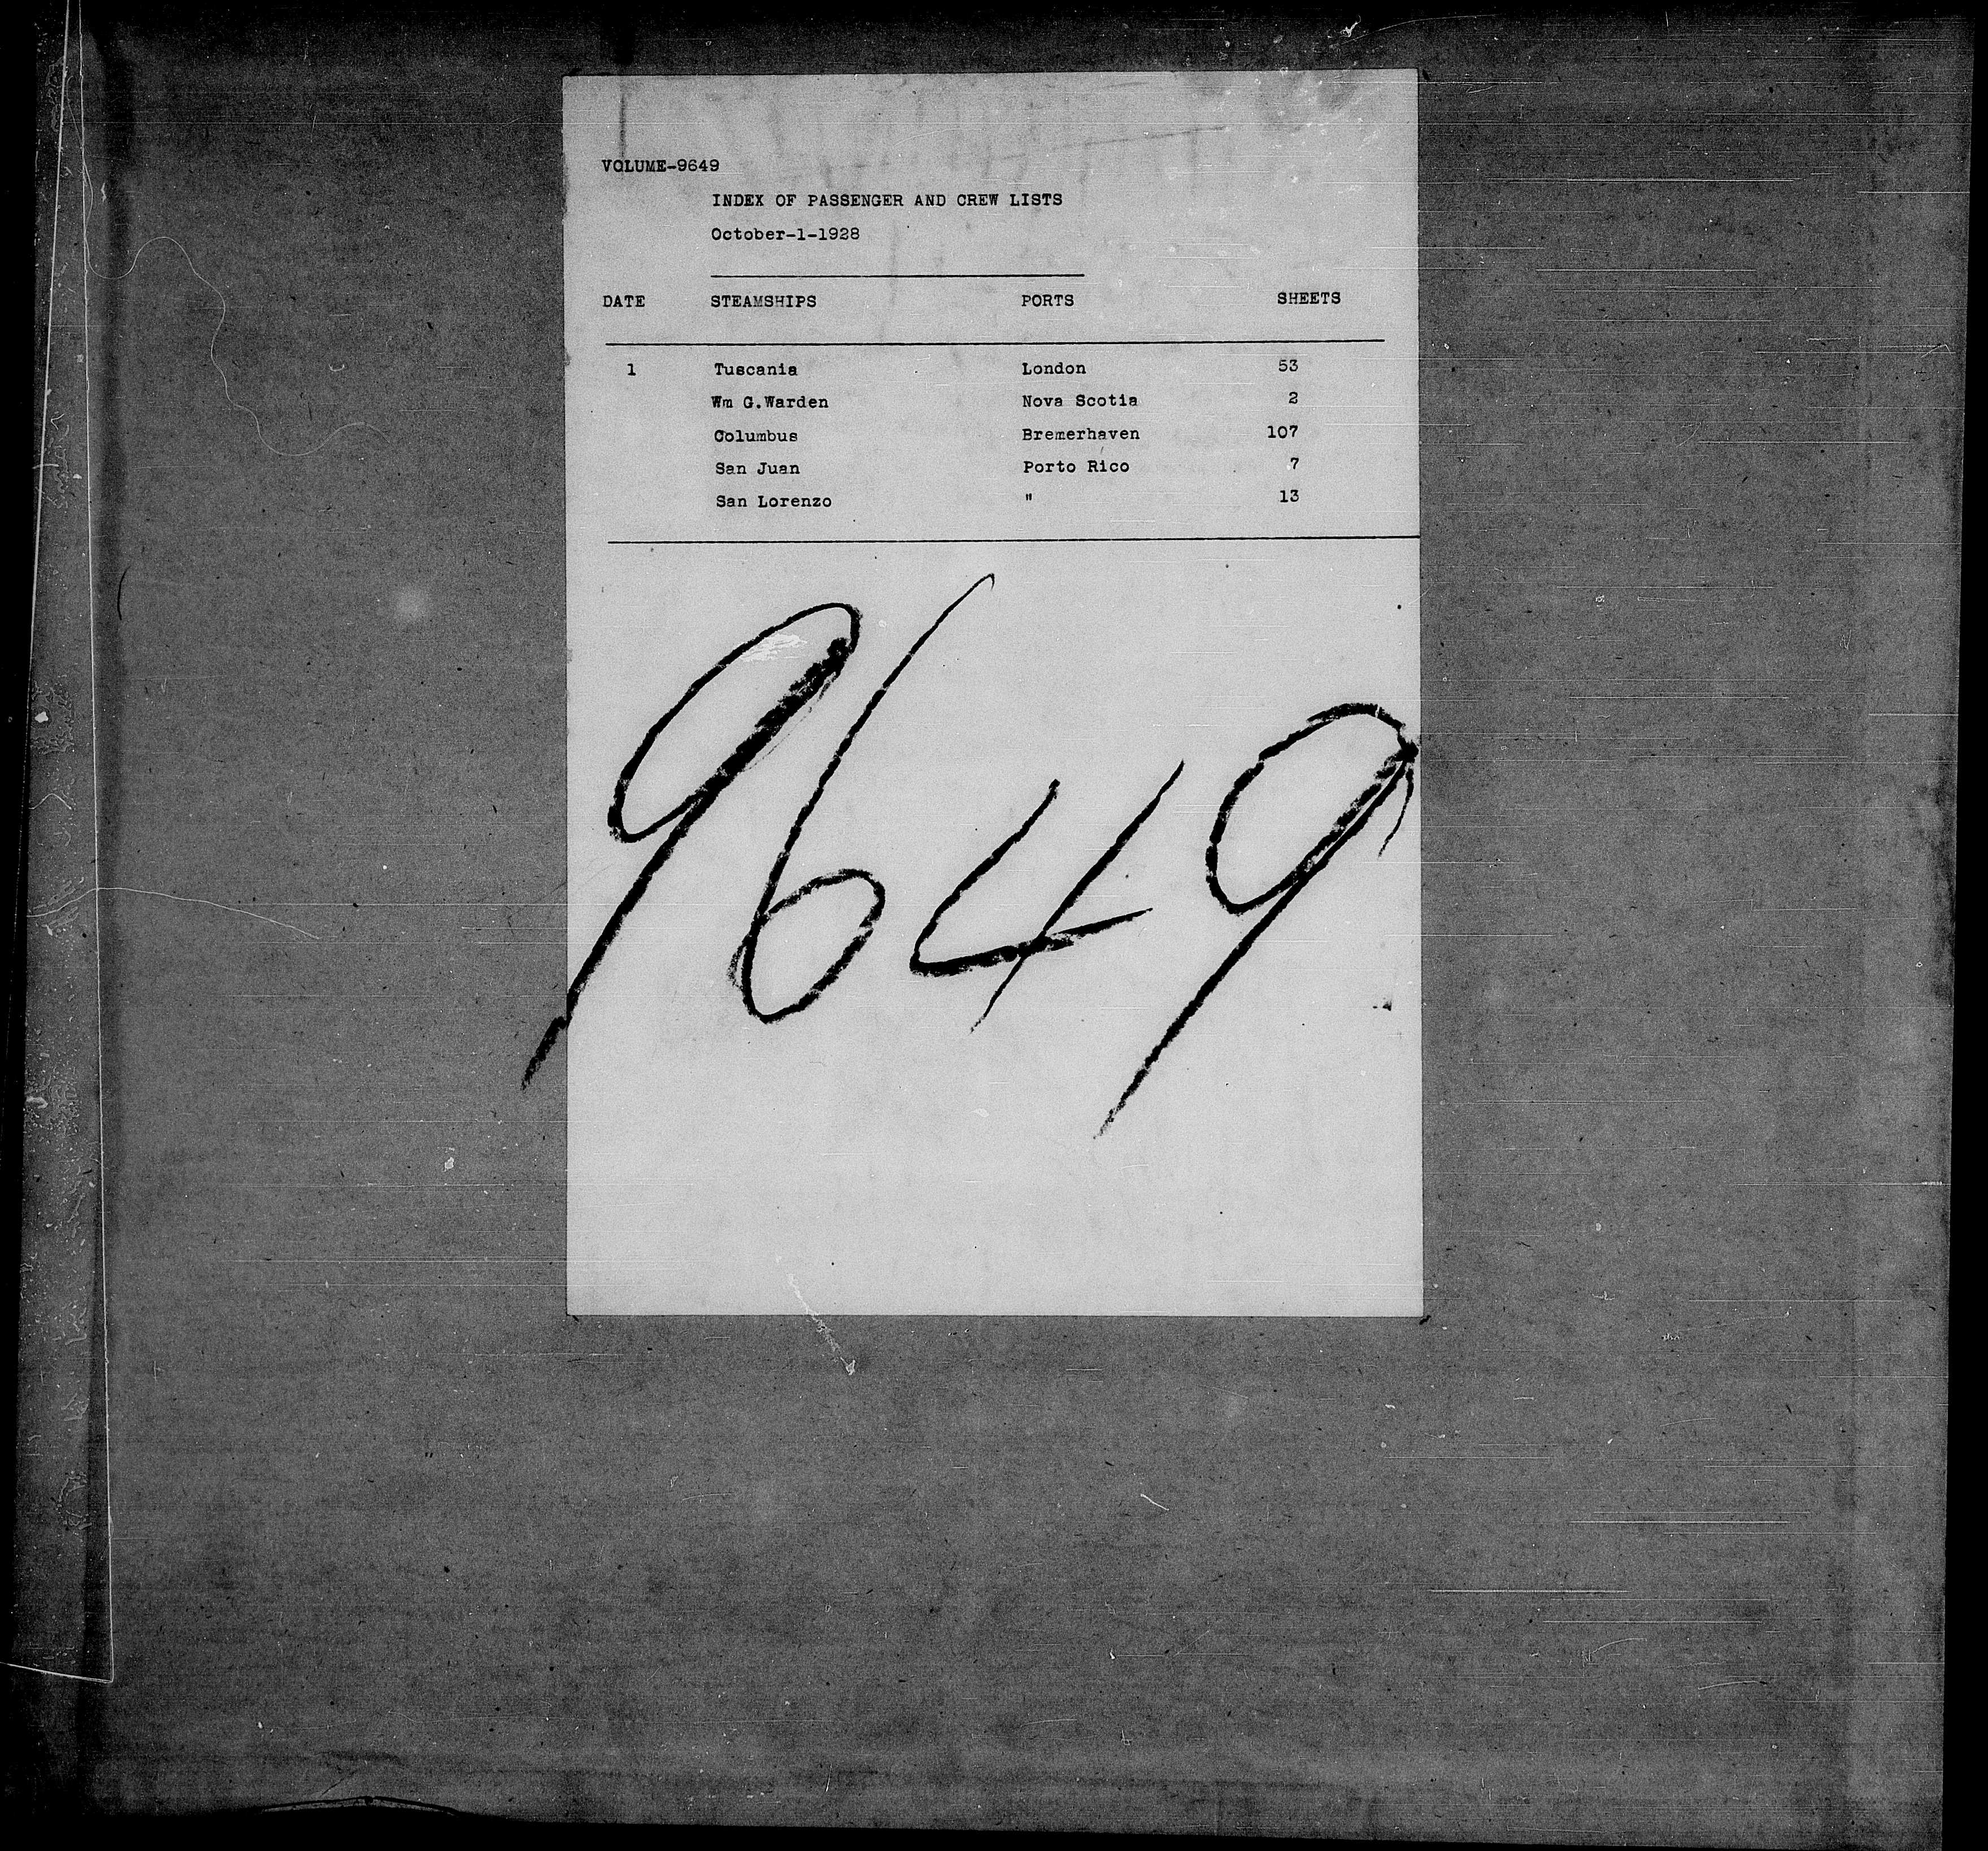 VOLUME-9649
INDEX OF PASSENGER AND CREW LISTS
October-1-1928
DATE STEAMSHIPS PORTS SHEETS
1 Tuscania London 53
Wm G.Warden Nova Scotia 2
Columbus Bremerhaven 107
San Juan Porto Rico 7
San Lorenzo " 13
9649